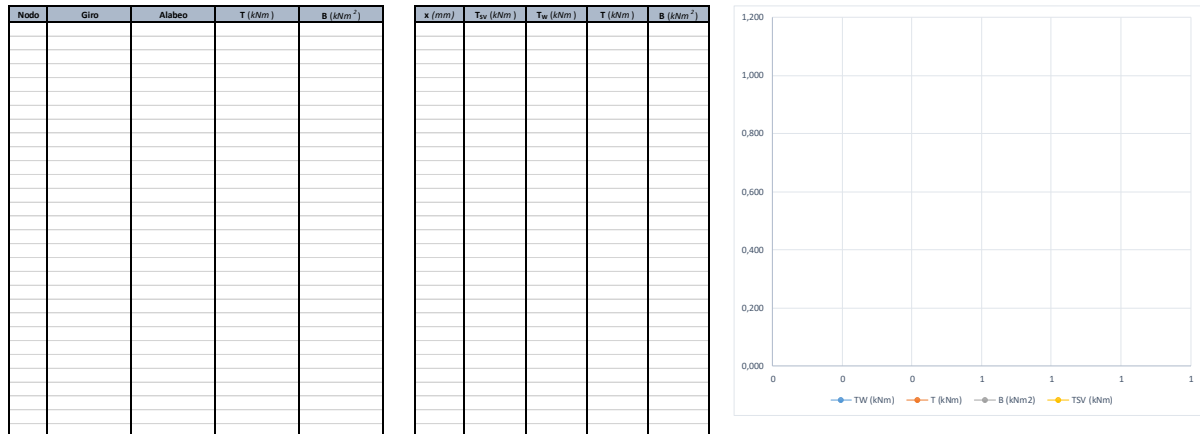 Nodo Giro Alabeo T (kNm) B (kNm²)
x (mm) TSV (kNm) TW (kNm) T (kNm) B (kNm²)
1,200
1,000
0,800
0,600
0,400
0,200
0,000
0 0 0 1 1 1 1
TW (kNm) T (kNm) B (kNm2) TSV (kNm)